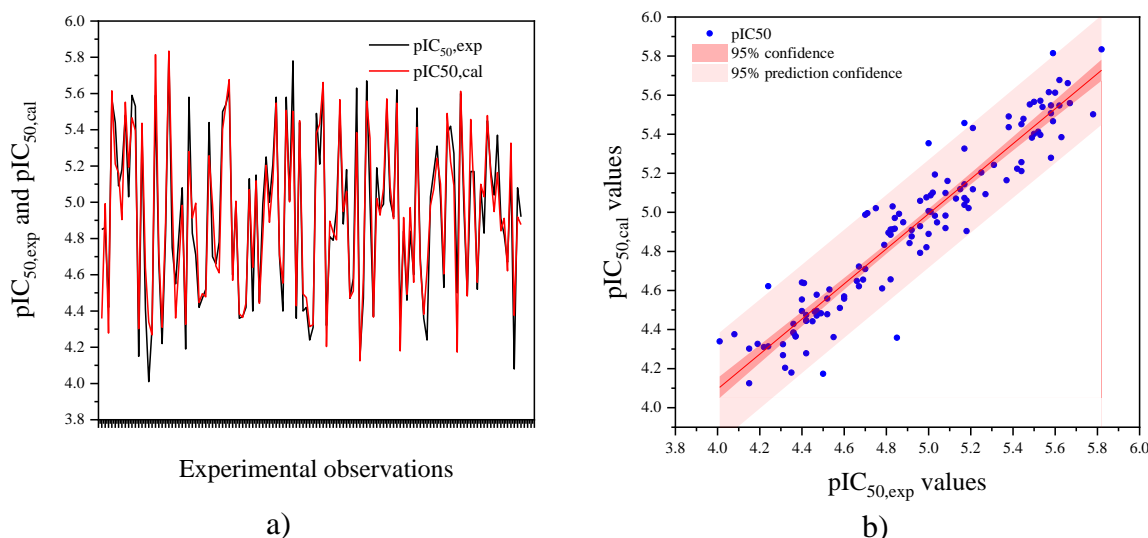 6.0
5.8
5.6
5.4
5.2
5.0
4.8
4.6
4.4
4.2
4.0
3.8
pIC50,exp and pIC50,cal
pIC50,exp
pIC50,cal
Experimental observations
a)
6.0
5.8
5.6
5.4
5.2
5.0
4.8
4.6
4.4
4.2
4.0
pIC50,cal values
pIC50
95% confidence
95% prediction confidence
3.8 4.0 4.2 4.4 4.6 4.8 5.0 5.2 5.4 5.6 5.8 6.0
pIC50,exp values
b)